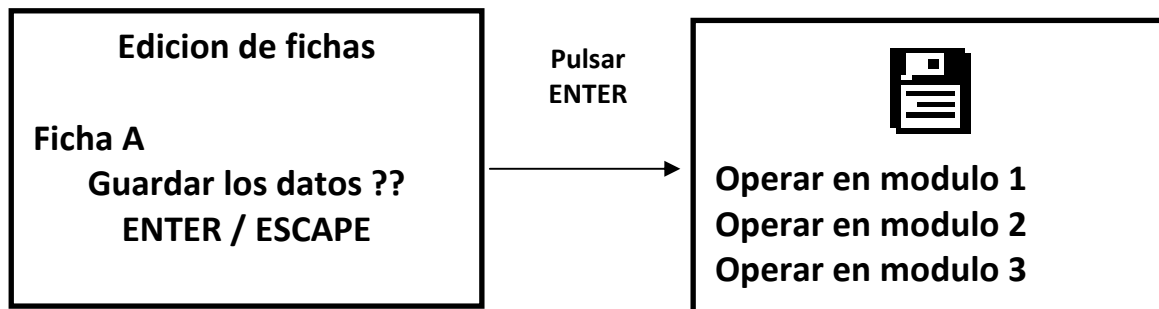 Edicion de fichas
Ficha A
Guardar los datos ??
ENTER / ESCAPE
Pulsar
ENTER
Operar en modulo 1
Operar en modulo 2
Operar en modulo 3